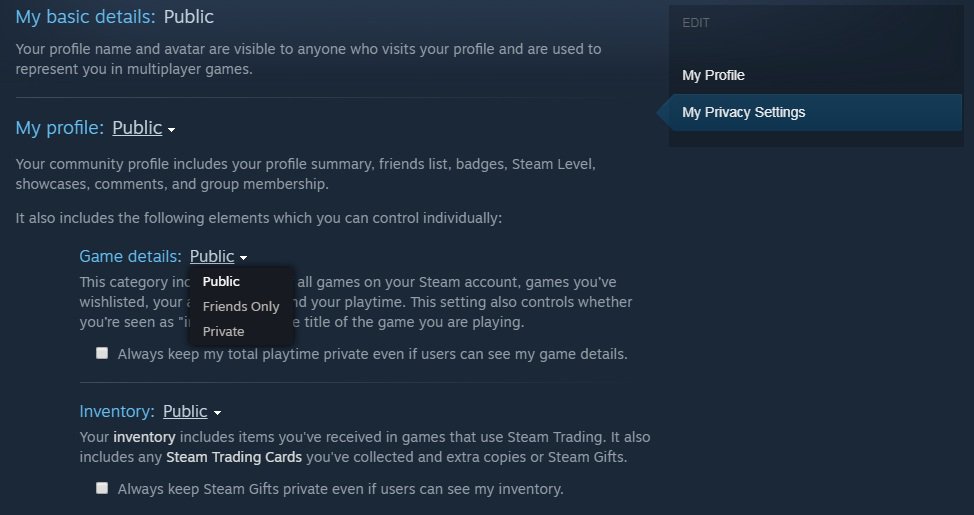 My basic details: Public
Your profile name and avatar are visible to anyone who visits your profile and are used to
represent you in multiplayer games.
My profile: Public
Your community profile includes your profile summary, friends list, badges, Steam Level,
showcases, comments, and group membership.
It also includes the following elements which you can control individually:
Game details: Public
Public
Friends Only
Private
This category all games on your Steam account, games you've
wishlisted, your and your playtime. This setting also controls whether
you're seen as title of the game you are playing.
Always keep my total playtime private even if users can see my game details.
Inventory: Public
Your inventory includes items you've received in games that use Steam Trading. It also
includes any Steam Trading Cards you've collected and extra copies or Steam Gifts.
Always keep Steam Gifts private even if users can see my inventory.
EDIT
My Profile
My Privacy Settings